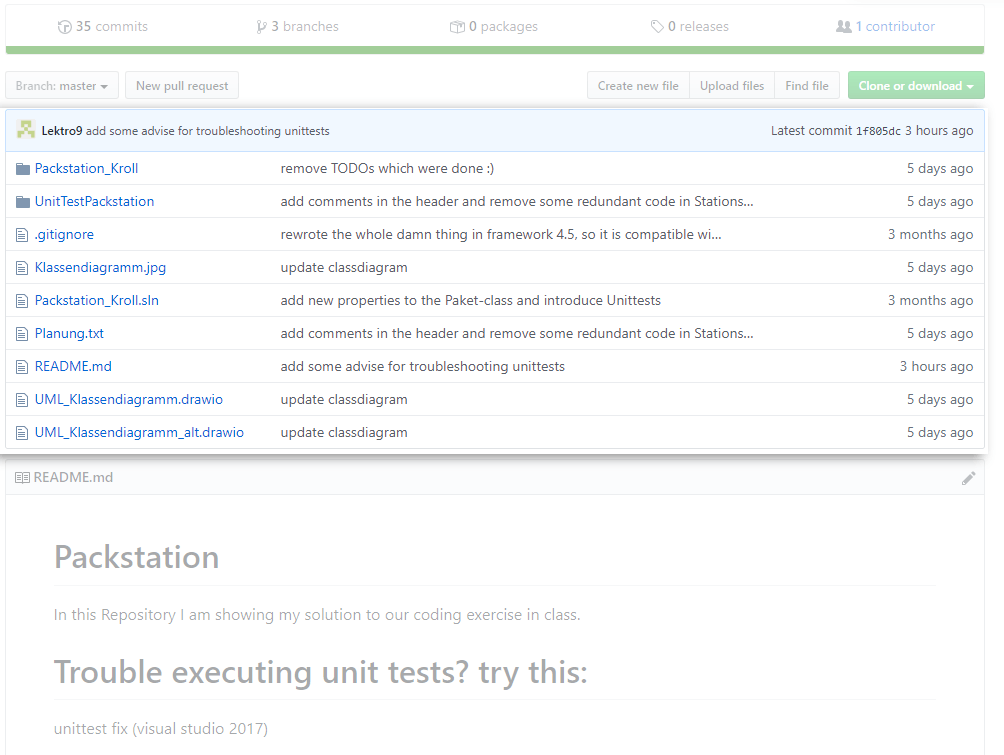 35 commits 3 branches 0 packages 0 releases 1 contributor
Branch: master New pull request Create new file Upload files Find file Clone or download
Lektro9 add some advise for troubleshooting unittests Latest commit 1f805dc 3 hours ago
Packstation_Kroll remove TODOs which were done :) 5 days ago
UnitTestPackstation add comments in the header and remove some redundant code in Stations... 5 days ago
.gitignore rewrote the whole damn thing in framework 4.5, so it is compatible wi... 3 months ago
Klassendiagramm.jpg update classdiagram 5 days ago
Packstation_Kroll.sln add new properties to the Paket-class and introduce Unittests 3 months ago
Planung.txt add comments in the header and remove some redundant code in Stations... 5 days ago
README.md add some advise for troubleshooting unittests 3 hours ago
UML_Klassendiagramm.drawio update classdiagram 5 days ago
UML_Klassendiagramm_alt.drawio update classdiagram 5 days ago
README.md
Packstation
In this Repository I am showing my solution to our coding exercise in class.
Trouble executing unit tests? try this:
unittest fix (visual studio 2017)